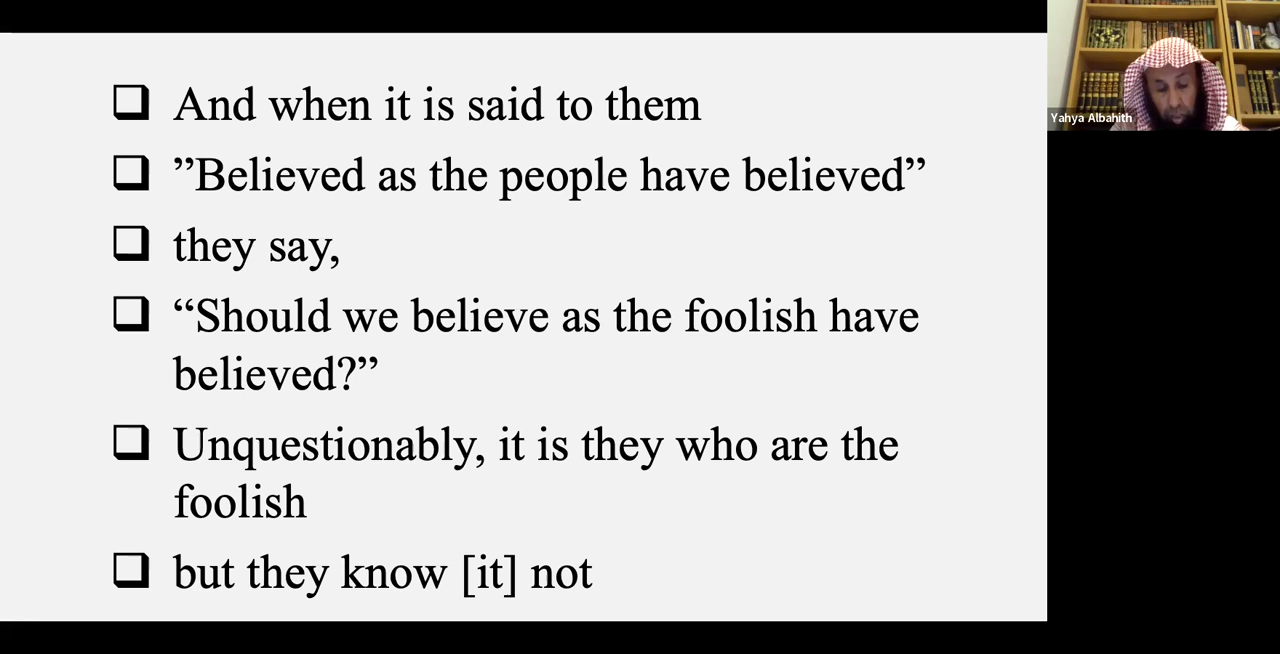 ❑ And when it is said to them
❑ ”Believed as the people have believed”
❑ they say,
❑ “Should we believe as the foolish have
believed?”
❑ Unquestionably, it is they who are the
foolish
❑ but they know [it] not
Yahya Albahith